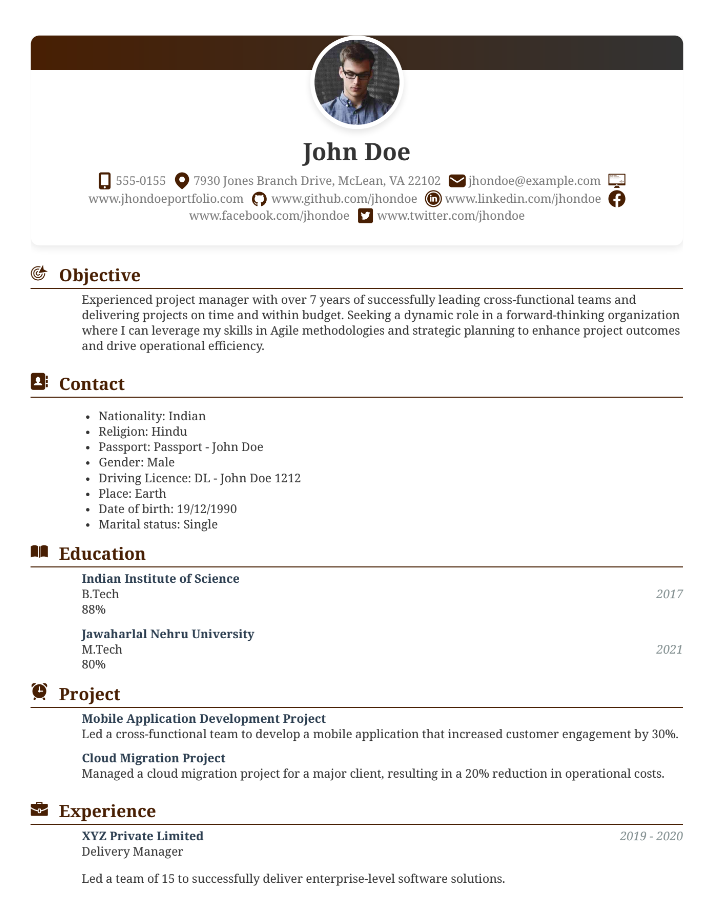 John Doe
555-0155 7930 Jones Branch Drive, McLean, VA 22102 jhondoe@example.com
www.jhondoeportfolio.com www.github.com/jhondoe www.linkedin.com/jhondoe
www.facebook.com/jhondoe www.twitter.com/jhondoe
Objective
Experienced project manager with over 7 years of successfully leading cross-functional teams and
delivering projects on time and within budget. Seeking a dynamic role in a forward-thinking organization
where I can leverage my skills in Agile methodologies and strategic planning to enhance project outcomes
and drive operational efficiency.
Contact
• Nationality: Indian
• Religion: Hindu
• Passport: Passport - John Doe
• Gender: Male
• Driving Licence: DL - John Doe 1212
• Place: Earth
• Date of birth: 19/12/1990
• Marital status: Single
Education
Indian Institute of Science
B.Tech 2017
88%
Jawaharlal Nehru University
M.Tech 2021
80%
Project
Mobile Application Development Project
Led a cross-functional team to develop a mobile application that increased customer engagement by 30%.
Cloud Migration Project
Managed a cloud migration project for a major client, resulting in a 20% reduction in operational costs.
Experience
XYZ Private Limited 2019 - 2020
Delivery Manager
Led a team of 15 to successfully deliver enterprise-level software solutions.